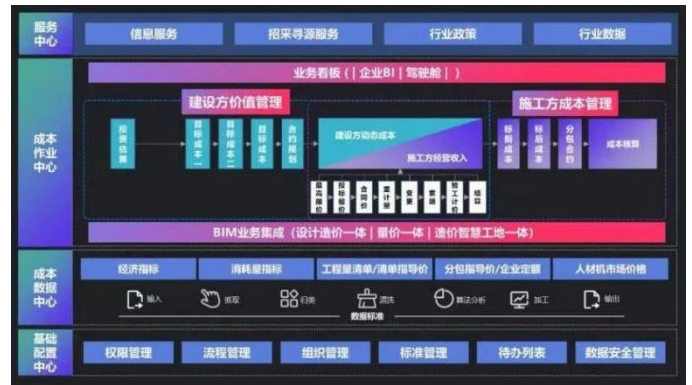 服务中心
信息服务
招采寻源服务
行业政策
行业数据
成本作业中心
业务看板（|企业BI|驾驶舱|）
建设方价值管理
施工方成本管理
投资估算
目标成本一
目标成本二
目标成本
合约规划
建设方动态成本
施工方经营收入
标前成本
标后成本
分包合约
成本核算
最高限价
投标报价
合同价
重计量
变更
索赔
验工计价
结算
BIM业务集成（设计造价一体|量价一体|造价智慧工地一体）
成本数据中心
经济指标
消耗量指标
工程量清单/清单指导价
分包指导价/企业定额
人材机市场价格
输入
抓取
归类
清洗
算法分析
加工
输出
数据标准
基础配置中心
权限管理
流程管理
组织管理
标准管理
待办列表
数据安全管理